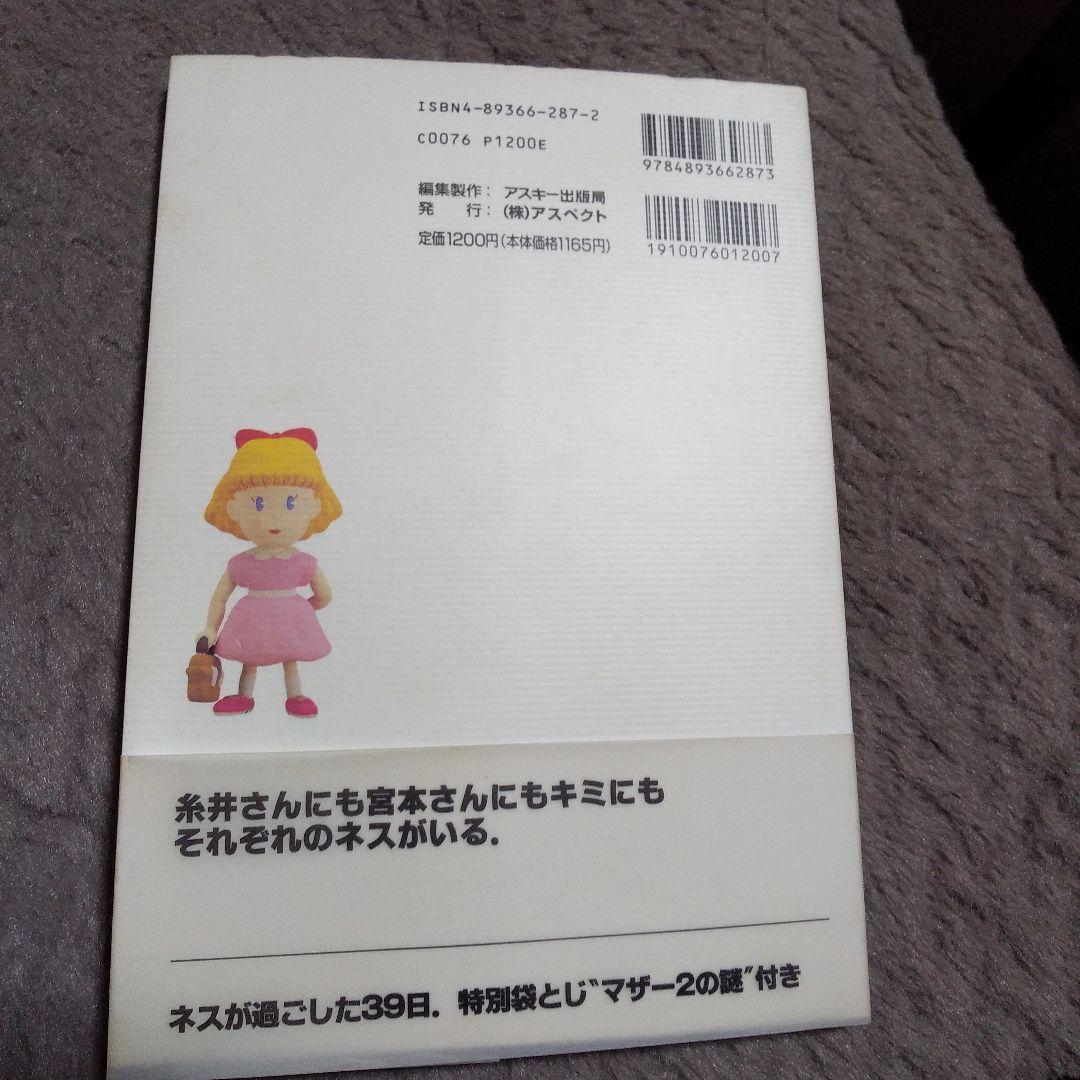 ISBN4-89366-287-2
C0076 P1200E
9784893662873
編集製作： アスキー出版局
発　　行：（株）アスペクト
定価1200円（本体価格1165円）
1910076012007
糸井さんにも宮本さんにもキミにも
それぞれのネスがいる．
ネスが過ごした39日．特別袋とじ“マザー2の謎”付き